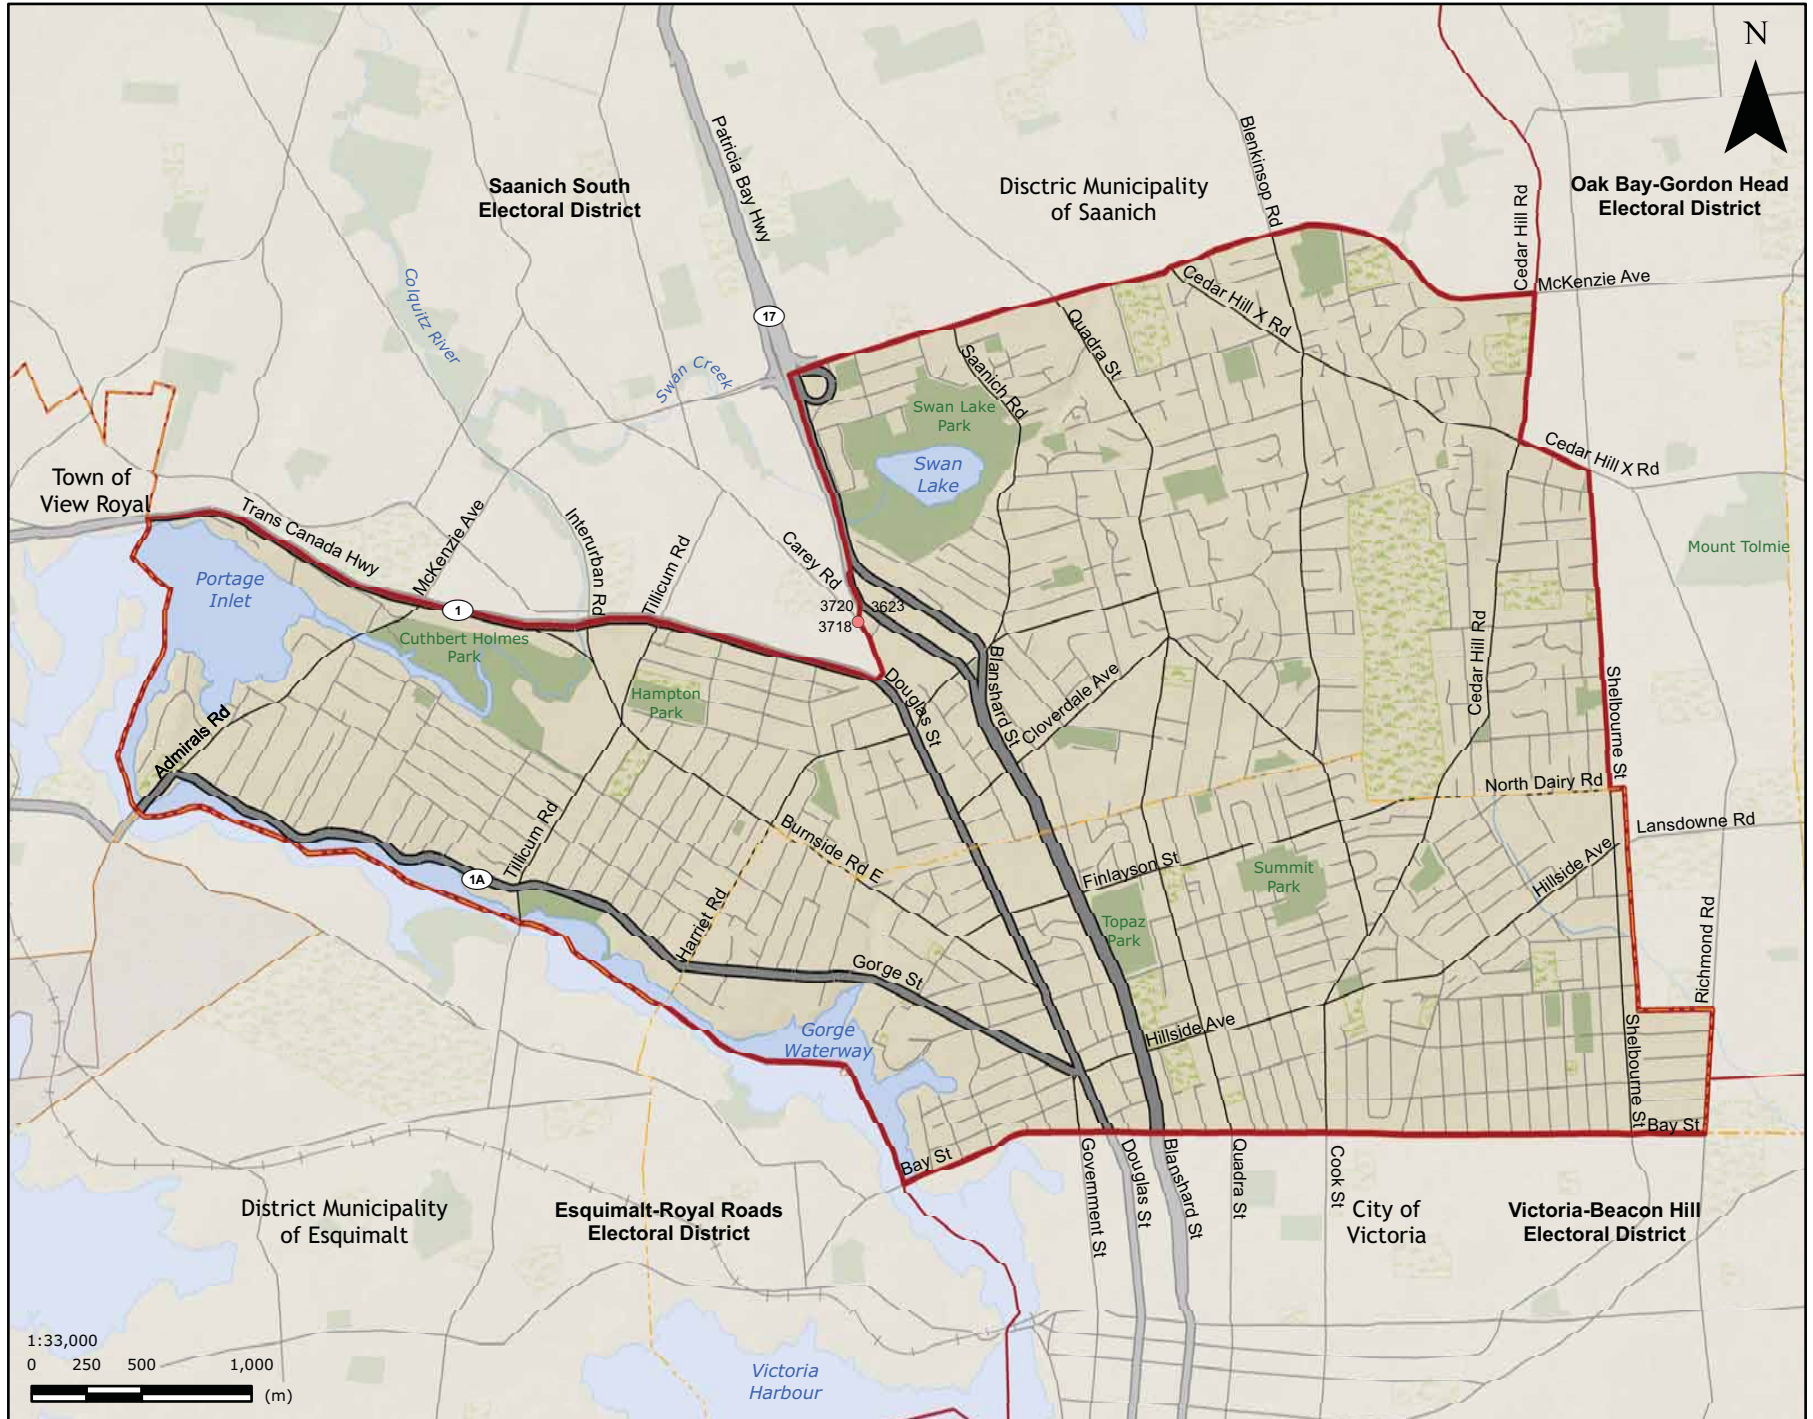 N
Saanich South
Electoral District
Patricia Bay Hwy
Disctric Municipality
of Saanich
Blenkinsop Rd
Cedar Hill Rd
Oak Bay-Gordon Head
Electoral District
McKenzie Ave
Colquitz River
17
Cedar Hill X Rd
Quadra St
Saanich Rd
Swan Creek
Swan Lake
Park
Swan
Lake
Cedar Hill X Rd
Town of
View Royal
Trans Canada Hwy
McKenzie Ave
Interurban Rd
Tillicum Rd
Carey Rd
Mount Tolmie
Portage
Inlet
1
3720
3623
3718
Cuthbert Holmes
Park
Hampton
Park
Douglas St
Blanshard St
Cloverdale Ave
Cedar Hill Rd
Shelbourne St
Admirals Rd
North Dairy Rd
Lansdowne Rd
Tillicum Rd
Burnside Rd E
1A
Finlayson St
Summit
Park
Hillside Ave
Harriet Rd
Topaz
Park
Richmond Rd
Gorge St
Gorge
Waterway
Hillside Ave
Shelbourne St
Bay St
Bay St
Government St
Douglas St
Blanshard St
Quadra St
Cook St
District Municipality
of Esquimalt
Esquimalt-Royal Roads
Electoral District
City of
Victoria
Victoria-Beacon Hill
Electoral District
1:33,000
0 250 500 1,000
(m)
Victoria
Harbour